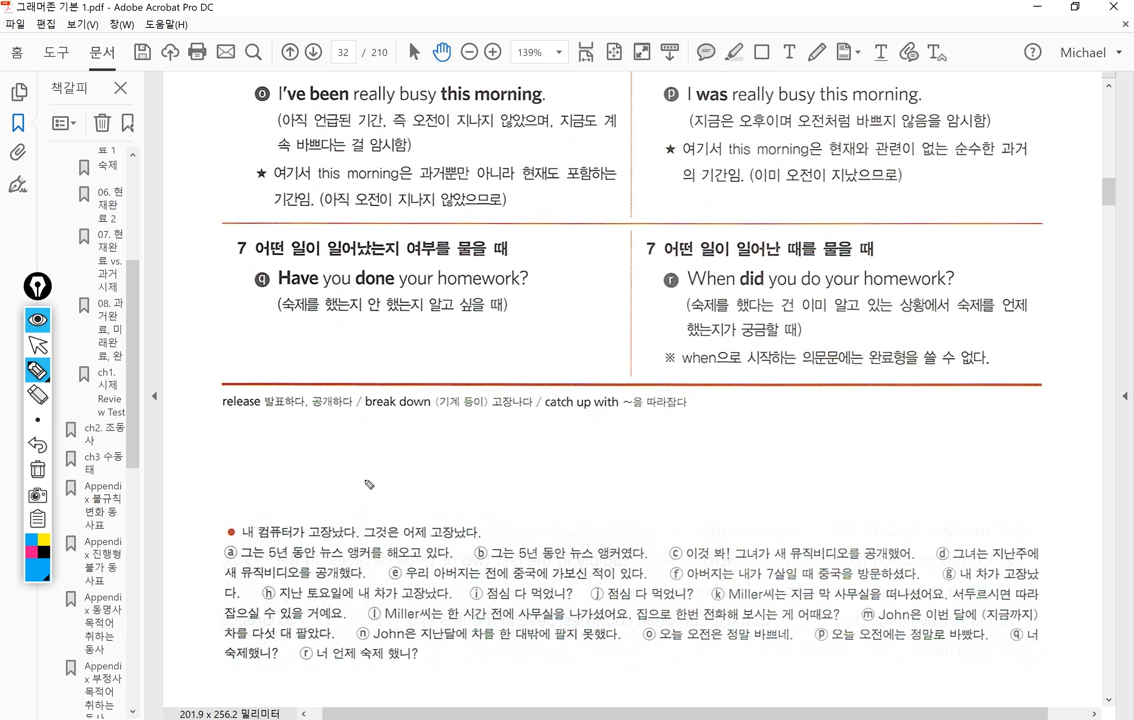 그래머존 기본 1.pdf - Adobe Acrobat Pro DC
파일 편집 보기(V) 창(W) 도움말(H)
홈 도구 문서 32 / 210 139% Michael
책갈피
료 1
숙제
06. 현
재완
료 2
07. 현
재완
료 vs.
과거
시제
08. 과
거완
료, 미
래완
료, 완
ch1.
시제
Revie
w Test
ch2. 조동
사
ch3 수동
태
Appendi
x 불규칙
변화 동
사표
Appendi
x 진행형
불가 동
사표
Appendi
x 동명사
목적어
취하는
동사
Appendi
x 부정사
목적어
취하는
동사
ⓞ I've been really busy this morning.
(아직 언급된 기간, 즉 오전이 지나지 않았으며, 지금도 계
속 바쁘다는 걸 암시함)
★ 여기서 this morning은 과거뿐만 아니라 현재도 포함하는
기간임. (아직 오전이 지나지 않았으므로)
ⓟ I was really busy this morning.
(지금은 오후이며 오전처럼 바쁘지 않음을 암시함)
★ 여기서 this morning은 현재와 관련이 없는 순수한 과거
의 기간임. (이미 오전이 지났으므로)
7 어떤 일이 일어났는지 여부를 물을 때
ⓠ Have you done your homework?
(숙제를 했는지 안 했는지 알고 싶을 때)
7 어떤 일이 일어난 때를 물을 때
ⓡ When did you do your homework?
(숙제를 했다는 건 이미 알고 있는 상황에서 숙제를 언제
했는지가 궁금할 때)
※ when으로 시작하는 의문문에는 완료형을 쓸 수 없다.
release 발표하다, 공개하다 / break down (기계 등이) 고장나다 / catch up with ~을 따라잡다
● 내 컴퓨터가 고장났다. 그것은 어제 고장났다.
ⓐ 그는 5년 동안 뉴스 앵커를 해오고 있다. ⓑ 그는 5년 동안 뉴스 앵커였다. ⓒ 이것 봐! 그녀가 새 뮤직비디오를 공개했어. ⓓ 그녀는 지난주에
새 뮤직비디오를 공개했다. ⓔ 우리 아버지는 전에 중국에 가보신 적이 있다. ⓕ 아버지는 내가 7살일 때 중국을 방문하셨다. ⓖ 내 차가 고장났
다. ⓗ 지난 토요일에 내 차가 고장났다. ⓘ 점심 다 먹었니? ⓙ 점심 다 먹었니? ⓚ Miller씨는 지금 막 사무실을 떠나셨어요. 서두르시면 따라
잡으실 수 있을 거예요. ⓛ Miller씨는 한 시간 전에 사무실을 나가셨어요. 집으로 한번 전화해 보시는 게 어때요? ⓜ John은 이번 달에 (지금까지)
차를 다섯 대 팔았다. ⓝ John은 지난달에 차를 한 대밖에 팔지 못했다. ⓞ 오늘 오전은 정말 바쁘네. ⓟ 오늘 오전에는 정말로 바빴다. ⓠ 너
숙제했니? ⓡ 너 언제 숙제 했니?
201.9 x 256.2 밀리미터